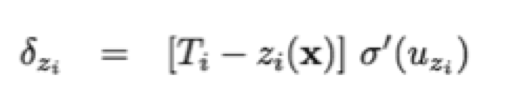 δ_{z_i} = [T_i − z_i(𝐱)] σ′(u_{z_i})